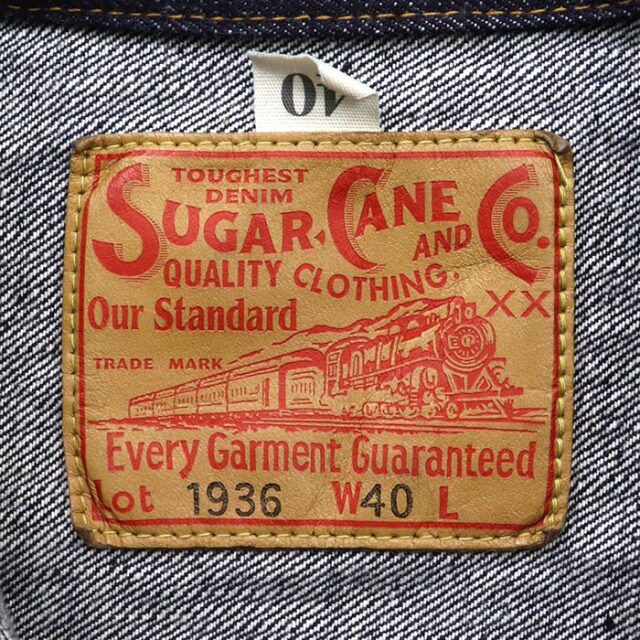 40
TOUGHEST
DENIM
SUGAR CANE AND CO.
QUALITY CLOTHING.
Our Standard XX
TRADE MARK
Every Garment Guaranteed
Lot 1936 W40 L